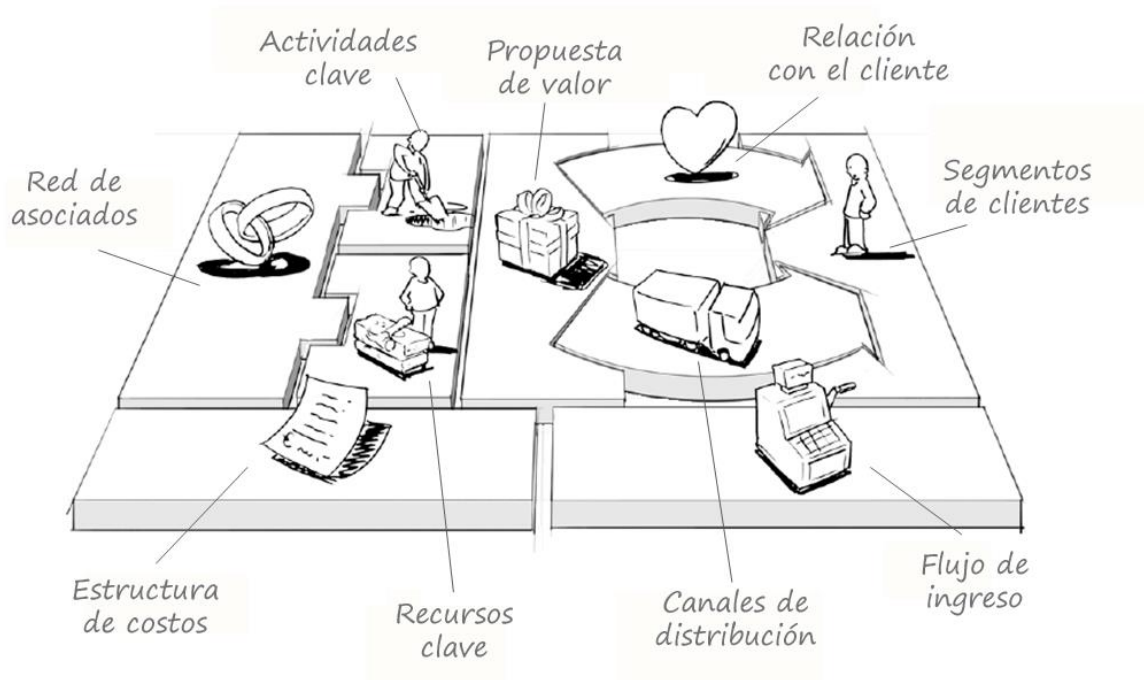 Actividades
clave
Propuesta
de valor
Relación
con el cliente
Red de
asociados
Segmentos
de clientes
Estructura
de costos
Recursos
clave
Canales de
distribución
Flujo de
ingreso